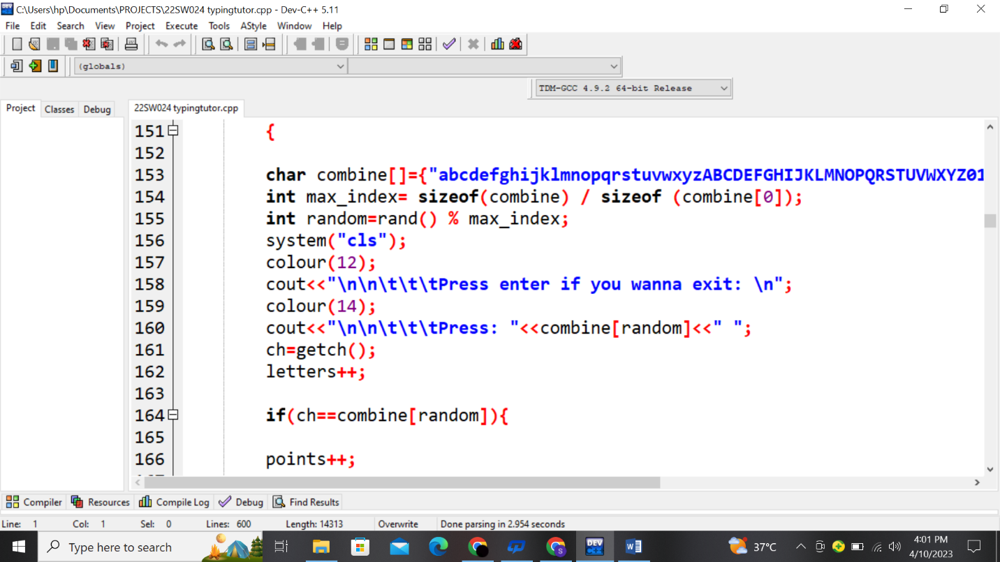 C:\Users\hp\Documents\PROJECTS\22SW024 typingtutor.cpp - Dev-C++ 5.11
File Edit Search View Project Execute Tools AStyle Window Help
(globals)
TDM-GCC 4.9.2 64-bit Release
Project Classes Debug 22SW024 typingtutor.cpp
151 {
152
153 char combine[]={"abcdefghijklmnopqrstuvwxyzABCDEFGHIJKLMNOPQRSTUVWXYZ01
154 int max_index= sizeof(combine) / sizeof (combine[0]);
155 int random=rand() % max_index;
156 system("cls");
157 colour(12);
158 cout<<"\n\n\t\t\tPress enter if you wanna exit: \n";
159 colour(14);
160 cout<<"\n\n\t\t\tPress: "<<combine[random]<<" ";
161 ch=getch();
162 letters++;
163
164 if(ch==combine[random]){
165
166 points++;
Compiler Resources Compile Log Debug Find Results
Line: 1 Col: 1 Sel: 0 Lines: 600 Length: 14313 Overwrite Done parsing in 2.954 seconds
Type here to search
DEV C++
37°C
4:01 PM
4/10/2023